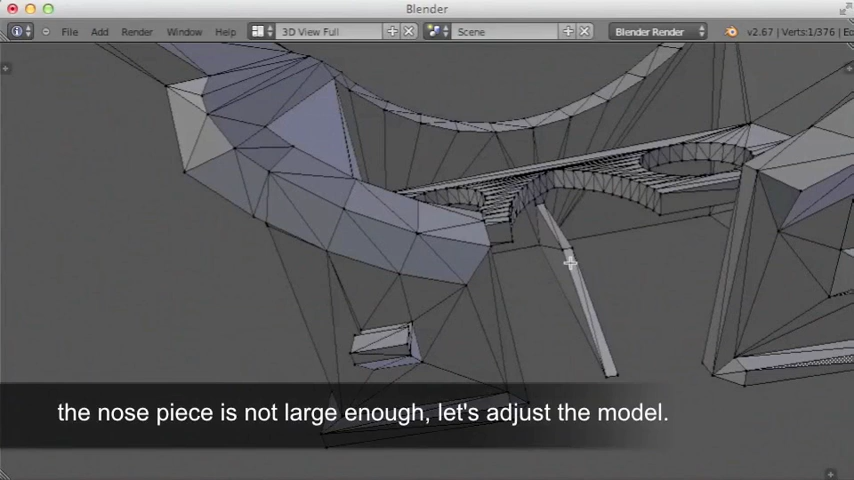 Blender
File Add Render Window Help 3D View Full Scene Blender Render v2.67 | Verts:1/376 | Ed
the nose piece is not large enough, let's adjust the model.